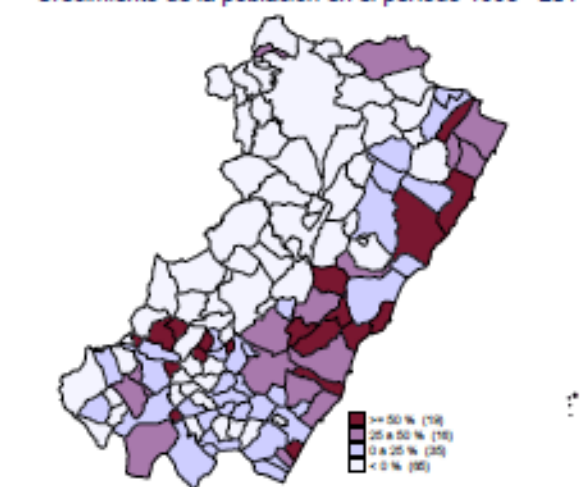 Crecimiento de la población en el período
>= 50 % (19)
25 a 50 % (16)
0 a 25 % (35)
< 0 % (65)